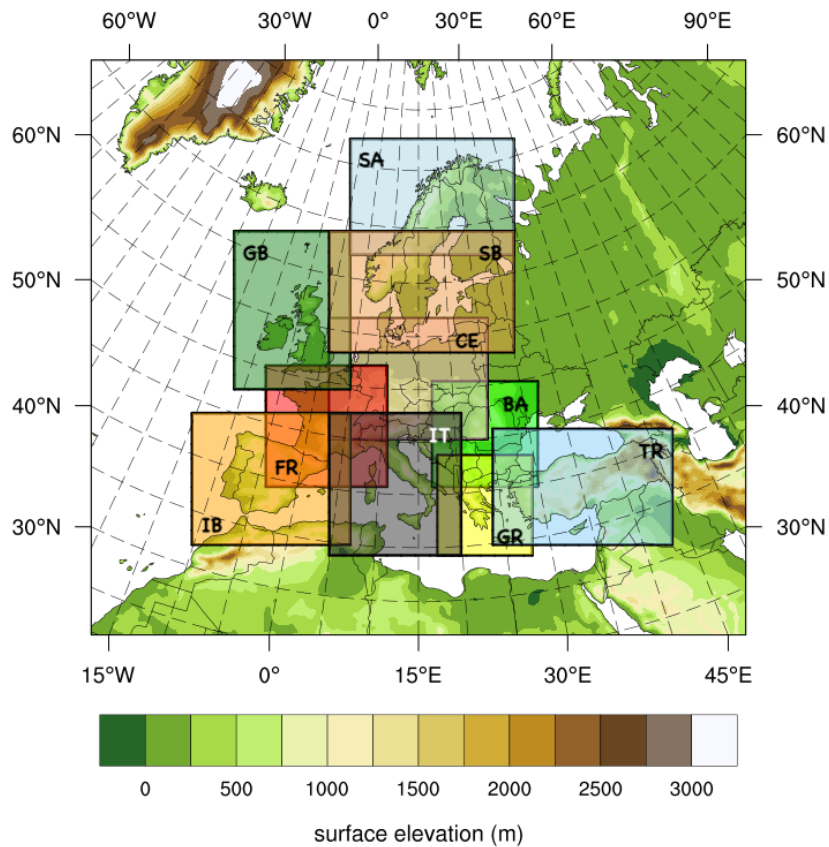 60°W 30°W 0° 30°E 60°E 90°E
60°N 60°N
SA
GB SB
50°N 50°N
CE
40°N BA 40°N
IT
TR
FR
30°N IB 30°N
GR
15°W 0° 15°E 30°E 45°E
0 500 1000 1500 2000 2500 3000
surface elevation (m)